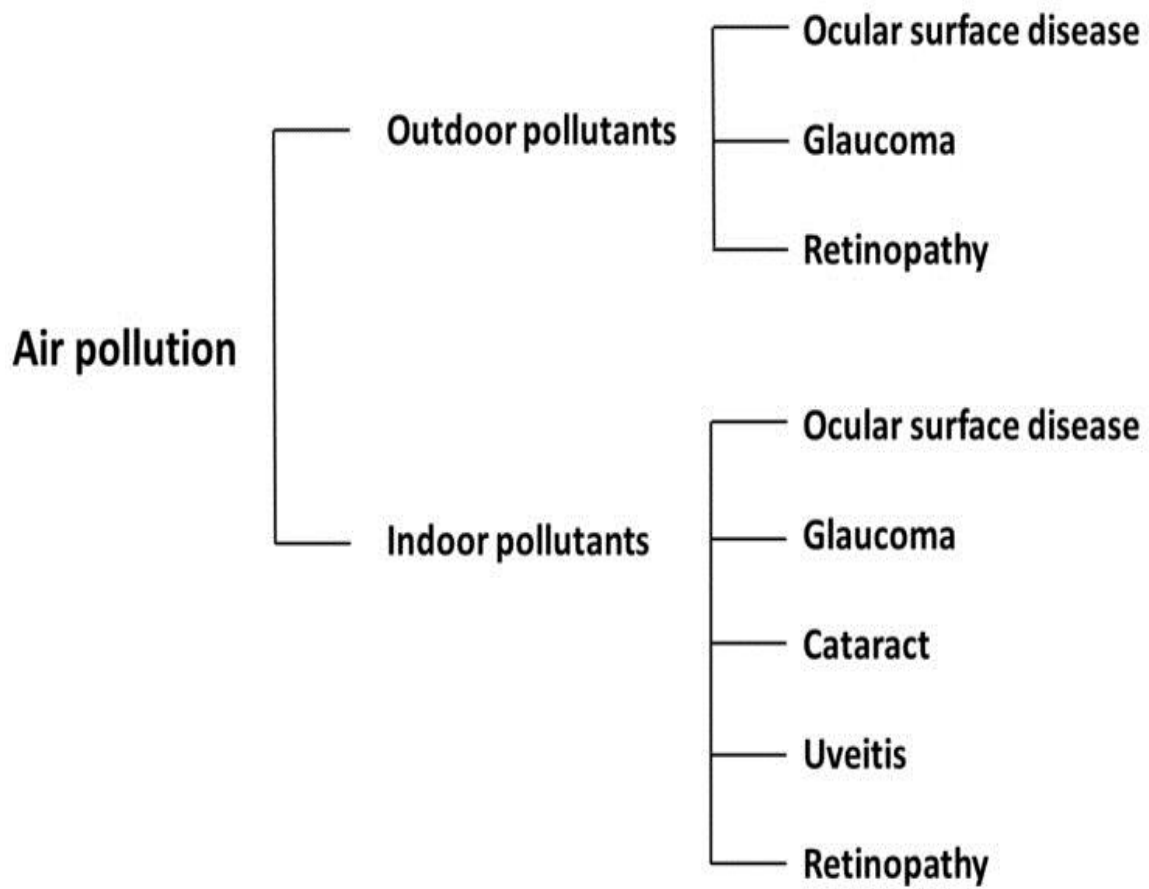 Air pollution
Outdoor pollutants
Ocular surface disease
Glaucoma
Retinopathy
Indoor pollutants
Ocular surface disease
Glaucoma
Cataract
Uveitis
Retinopathy